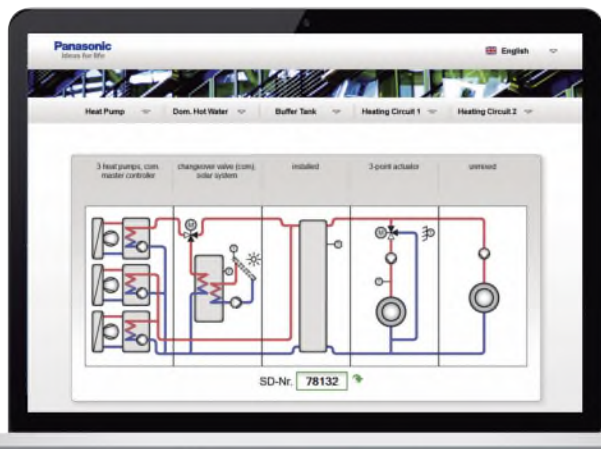 Panasonic
ideas for life
English
Heat Pump
Dom. Hot Water
Buffer Tank
Heating Circuit 1
Heating Circuit 2
3 heat pumps, com.
master controller
changeover valve (com),
solar system
installed
3-point actuator
unmixed
M
T
T
T
M
T
SD-Nr. 78132